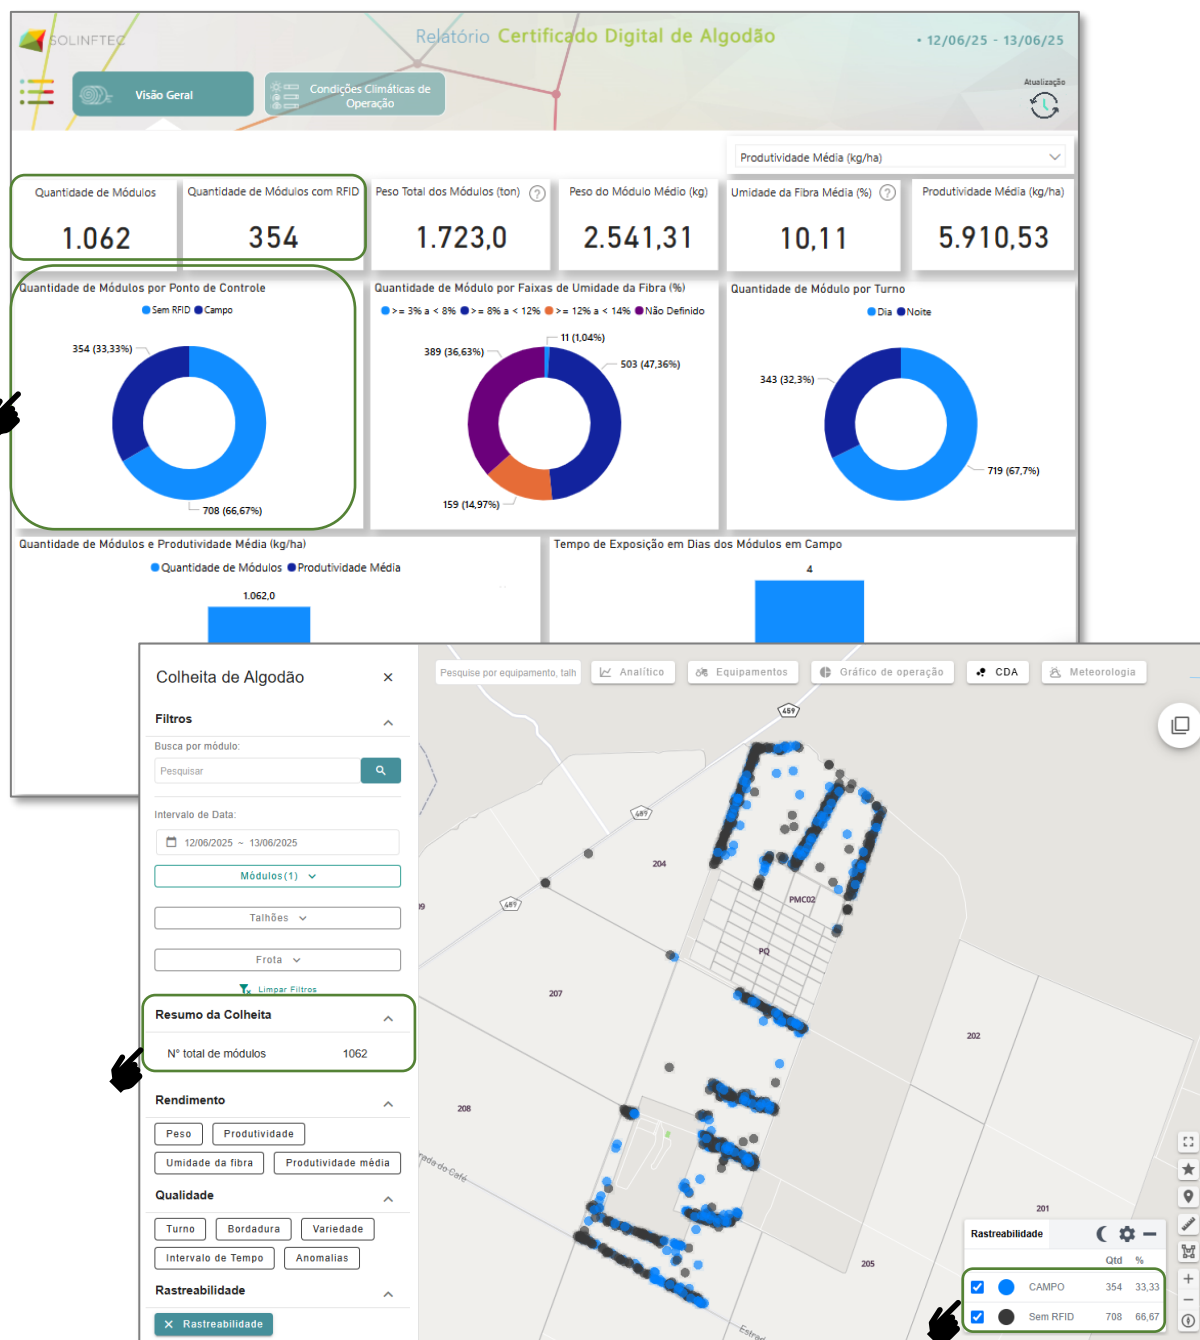 SOLINFTEC
Relatório Certificado Digital de Algodão
• 12/06/25 - 13/06/25
Visão Geral
Condições Climáticas de
Operação
Atualização
Produtividade Média (kg/ha)
Quantidade de Módulos
1.062
Quantidade de Módulos com RFID
354
Peso Total dos Módulos (ton) ?
1.723,0
Peso do Módulo Médio (kg)
2.541,31
Umidade da Fibra Média (%) ?
10,11
Produtividade Média (kg/ha)
5.910,53
Quantidade de Módulos por Ponto de Controle
Sem RFID Campo
354 (33,33%)
708 (66,67%)
Quantidade de Módulo por Faixas de Umidade da Fibra (%)
>= 3% a < 8% >= 8% a < 12% >= 12% a < 14% Não Definido
11 (1,04%)
389 (36,63%)
503 (47,36%)
159 (14,97%)
Quantidade de Módulo por Turno
Dia Noite
343 (32,3%)
719 (67,7%)
Quantidade de Módulos e Produtividade Média (kg/ha)
Quantidade de Módulos Produtividade Média
1.062,0
Tempo de Exposição em Dias dos Módulos em Campo
4
Colheita de Algodão ×
Filtros
Busca por módulo:
Pesquisar
Intervalo de Data:
12/06/2025 ~ 13/06/2025
Módulos(1)
Talhões
Frota
Limpar Filtros
Resumo da Colheita
N° total de módulos 1062
Rendimento
Peso Produtividade
Umidade da fibra Produtividade média
Qualidade
Turno Bordadura Variedade
Intervalo de Tempo Anomalias
Rastreabilidade
× Rastreabilidade
Pesquise por equipamento, talh
Analítico
Equipamentos
Gráfico de operação
CDA
Meteorologia
459
459
204
PMC02
459
09
PQ
207
202
208
rada do Café
201
205
Estrad
Rastreabilidade
Qtd %
CAMPO 354 33,33
Sem RFID 708 66,67